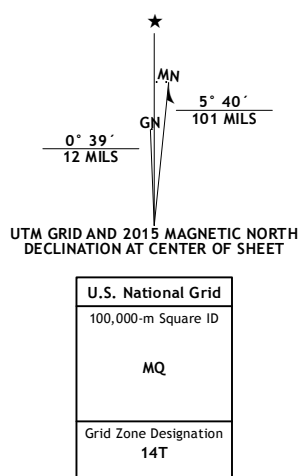 ★
MN
GN
5° 40´
101 MILS
0° 39´
12 MILS
UTM GRID AND 2015 MAGNETIC NORTH
DECLINATION AT CENTER OF SHEET
U.S. National Grid
100,000-m Square ID
MQ
Grid Zone Designation
14T